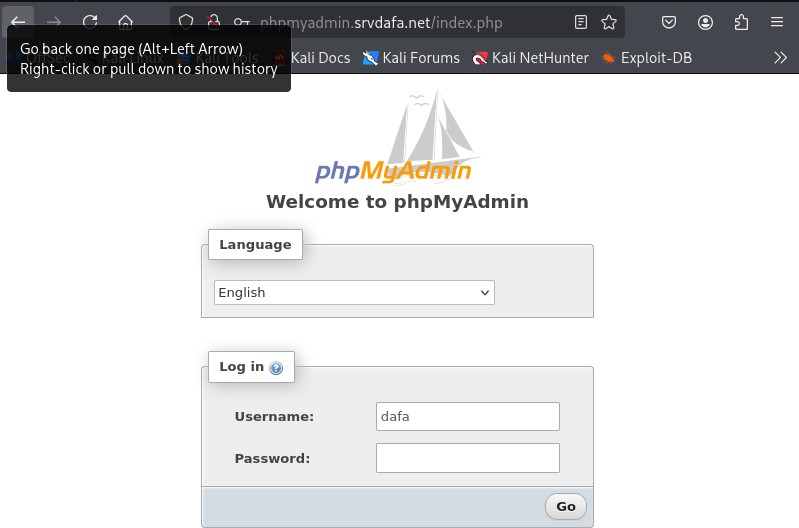 phpmyadmin.srvdafa.net/index.php
Go back one page (Alt+Left Arrow)
Right-click or pull down to show history
Kali Docs
Kali Forums
Kali NetHunter
Exploit-DB
phpMyAdmin
Welcome to phpMyAdmin
Language
English
Log in
Username:
dafa
Password:
Go